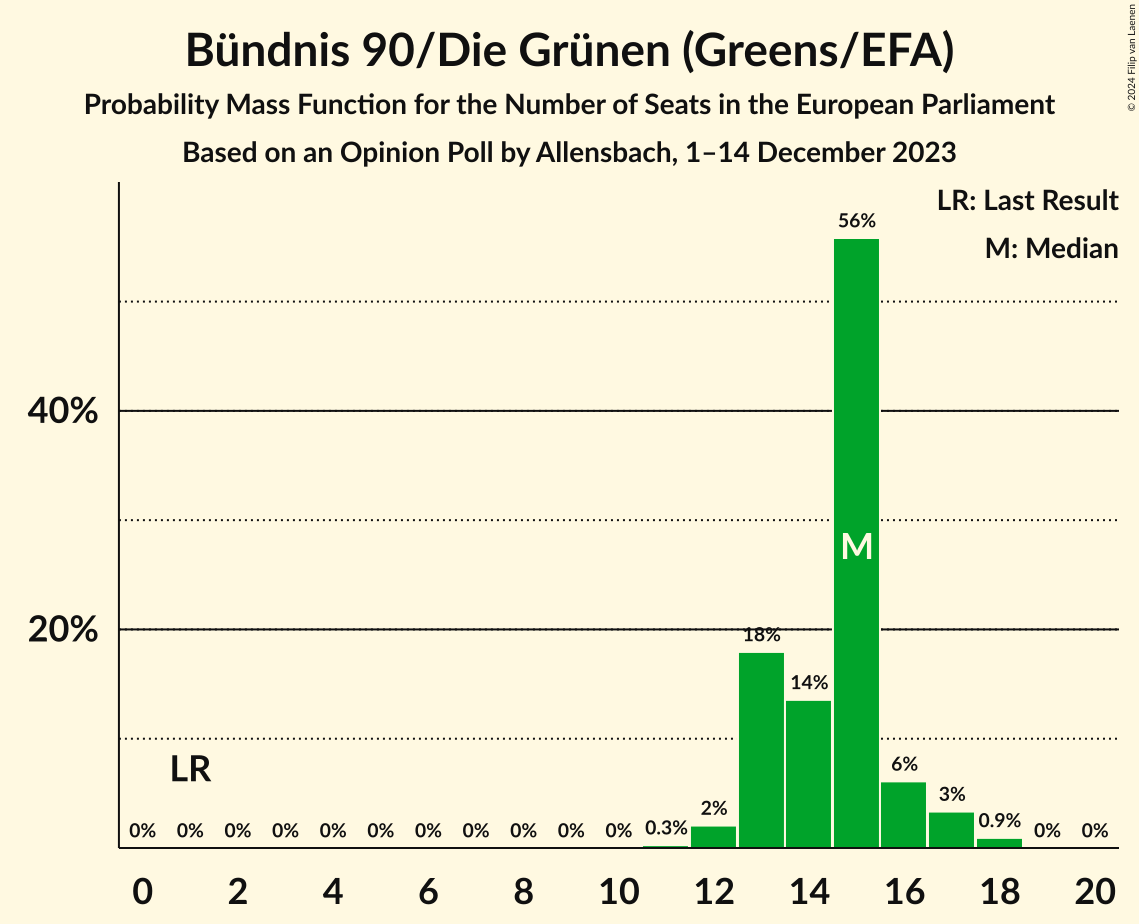 Bündnis 90/Die Grünen (Greens/EFA)
Probability Mass Function for the Number of Seats in the European Parliament
Based on an Opinion Poll by Allensbach, 1–14 December 2023
© 2024 Filip van Laenen
LR: Last Result
M: Median
56%
40%
M
20%
18%
14%
LR
6%
3%
2%
0% 0% 0% 0% 0% 0% 0% 0% 0% 0% 0% 0.3% 0.9% 0% 0%
0 2 4 6 8 10 12 14 16 18 20